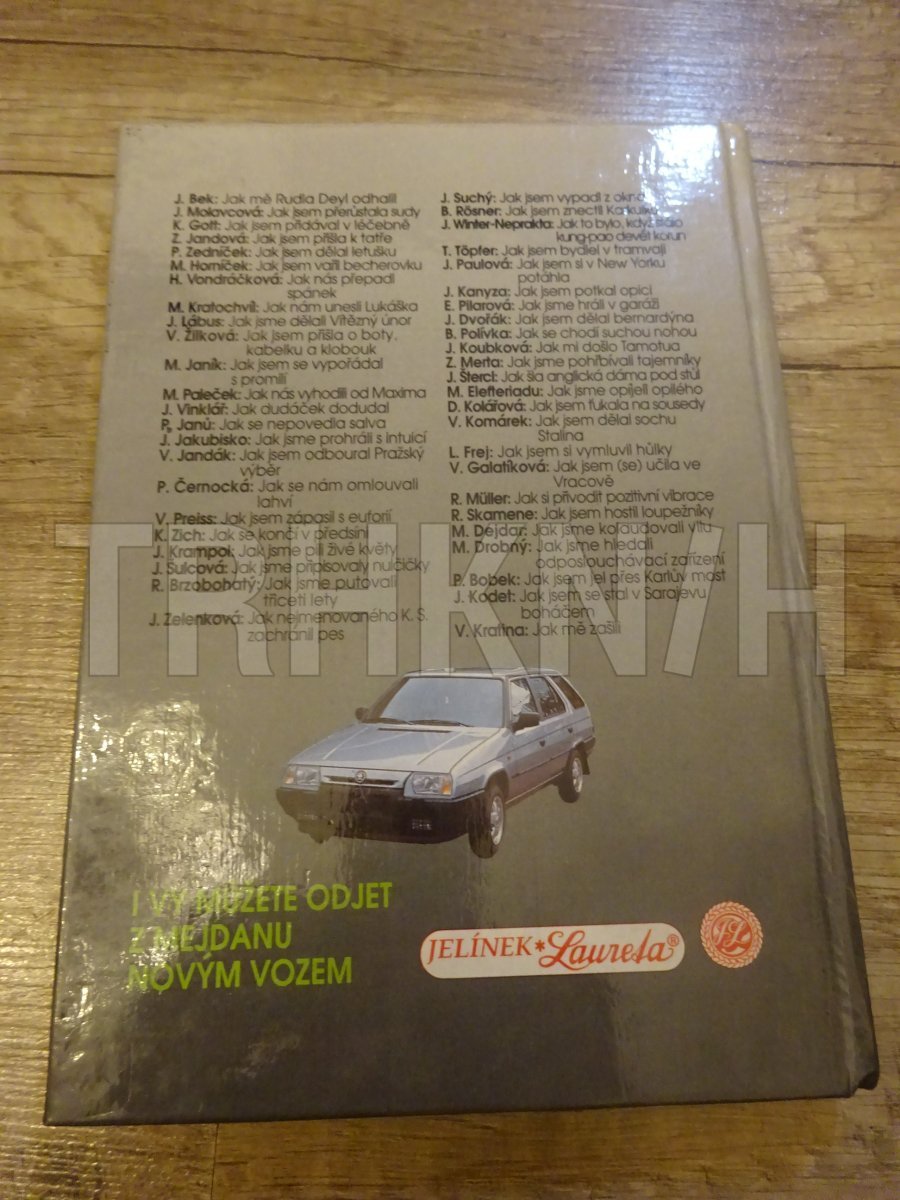 J. Bek: Jak mě Rudla Deyl odhalil
J. Molavcová: Jak jsem přerůstala sudy
K. Gott: Jak jsem přidával v léčebně
Z. Jandová: Jak jsem přišla k tatře
P. Zedníček: Jak jsem dělal letušku
M. Horníček: Jak jsem vařil becherovku
H. Vondráčková: Jak nás přepadl
spánek
M. Kratochvíl: Jak nám unesli Lukáška
J. Lábus: Jak jsme dělali Vítězný únor
V. Žilková: Jak jsem přišla o boty,
kabelku a klobouk
M. Janík: Jak jsem se vypořádal
s promili
M. Paleček: Jak nás vyhodili od Maxima
J. Vinklář: Jak dudáček dodudal
P. Janů: Jak se nepovedla salva
J. Jakubisko: Jak jsme prohráli s intuicí
V. Jandák: Jak jsem odboural Pražský
výběr
P. Černocká: Jak se nám omlouvali
lahví
V. Preiss: Jak jsem zápasil s euforií
K. Zich: Jak se končí v předsíni
J. Krampol: Jak jsme pili živé květy
J. Šulcová: Jak jsme připisovaly nulčičky
R. Brzobohatý: Jak jsme putovali
třiceti lety
J. Zelenková: Jak nejmenovaného K. S.
zachránil pes
J. Suchý: Jak jsem vypadl z okna
B. Rösner: Jak jsem znectil Karkulku
J. Winter-Neprakta: Jak to bylo, když stálo
kung-pao devět korun
T. Töpfer: Jak jsem bydlel v tramvaji
J. Paulová: Jak jsem si v New Yorku
potáhla
J. Kanyza: Jak jsem potkal opici
E. Pilarová: Jak jsme hráli v garáži
J. Dvořák: Jak jsem dělal bernardýna
B. Polívka: Jak se chodí suchou nohou
J. Koubková: Jak mi došlo Tamotua
Z. Merta: Jak jsme pohřbívali tajemníky
J. Šterci: Jak šla anglická dáma pod stůl
M. Elefteriadu: Jak jsme opíjeli opilého
D. Kolářová: Jak jsem ťukala na sousedy
V. Komárek: Jak jsem dělal sochu
Stalina
L. Frej: Jak jsem si vymluvil hůlky
V. Galatíková: Jak jsem (se) učila ve
Vracově
R. Müller: Jak si přivodit pozitivní vibrace
R. Skamene: Jak jsem hostil loupežníky
M. Dejdar: Jak jsme kolaudovali vilu
M. Drobný: Jak jsme hledali
odposlouchávací zařízení
P. Bobek: Jak jsem jel přes Karlův most
J. Kodet: Jak jsem se stal v Sarajevu
boháčem
V. Kratina: Jak mě zašili
I VY MŮŽETE ODJET
Z MEJDANU
NOVÝM VOZEM
JELÍNEK*Laureta®
TRHKNIH